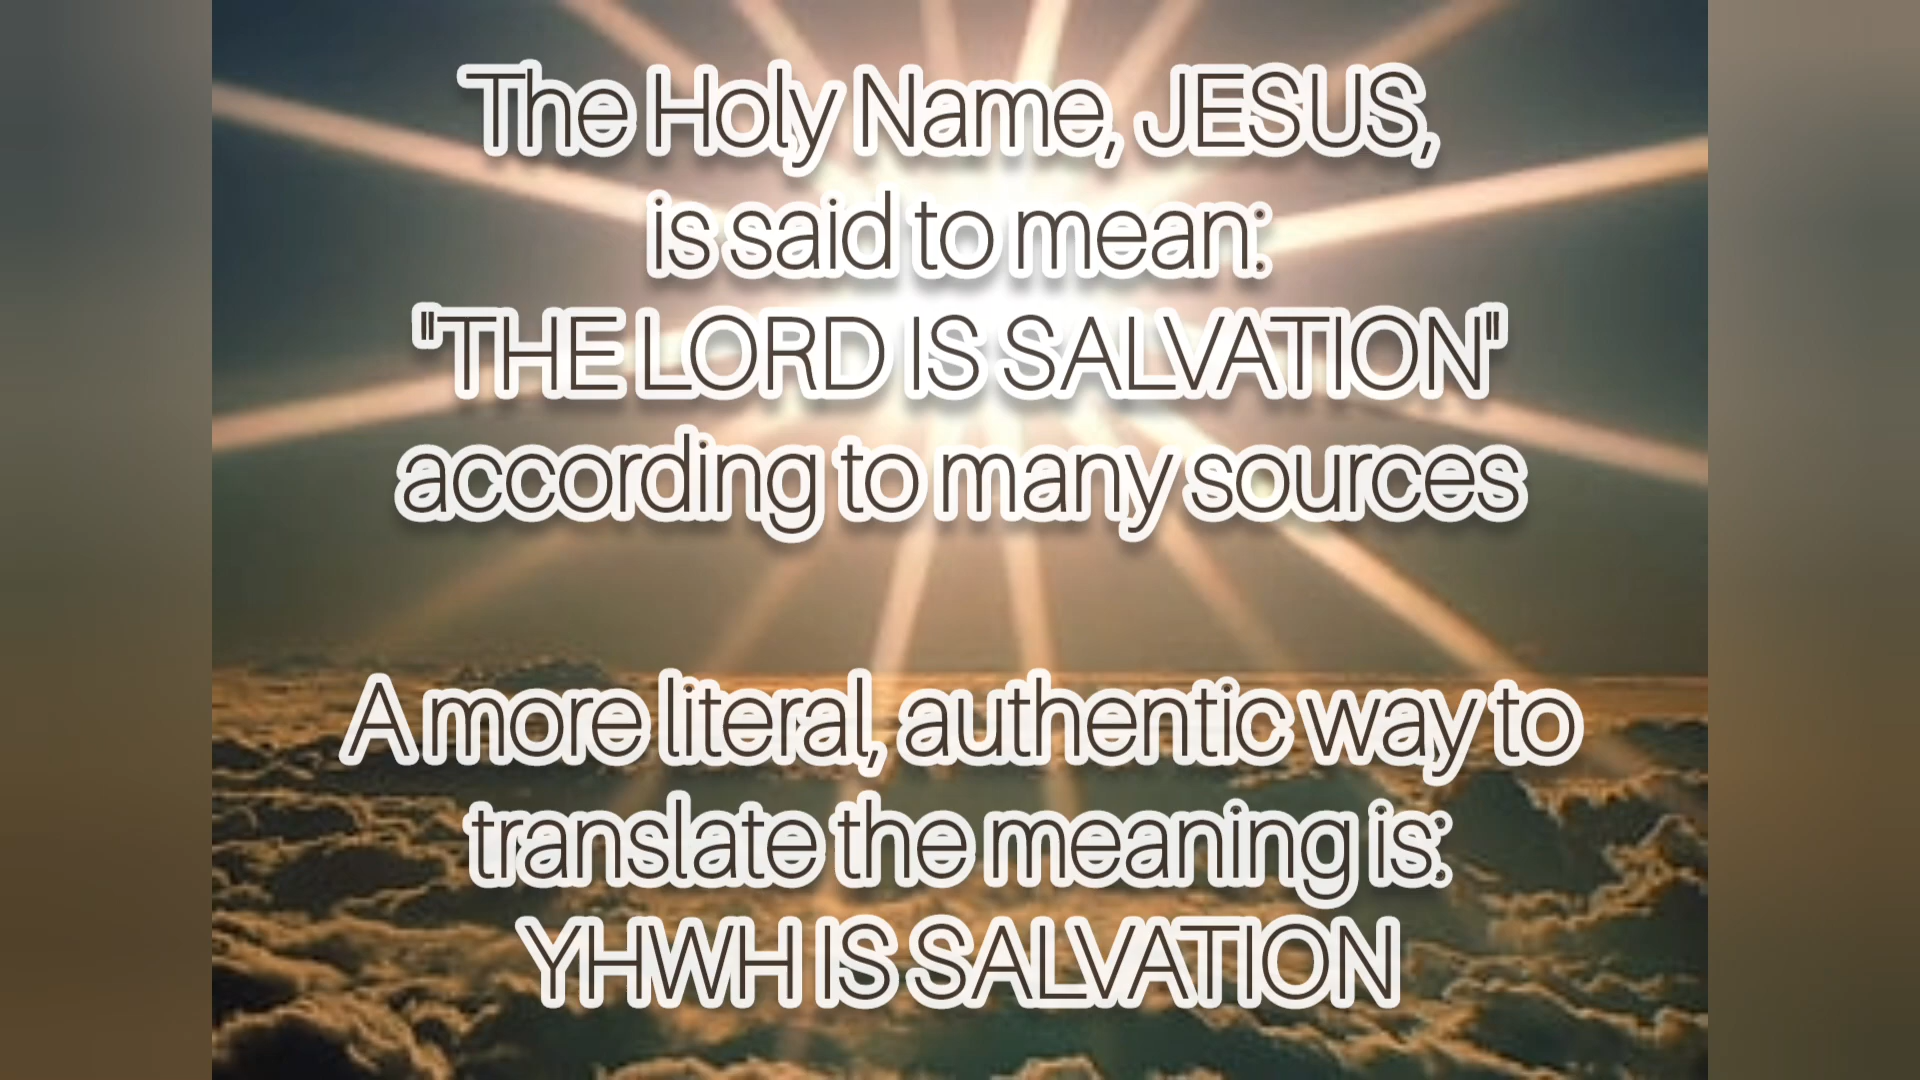 The Holy Name, JESUS,
is said to mean:
"THE LORD IS SALVATION"
according to many sources
A more literal, authentic way to
translate the meaning is:
YHWH IS SALVATION